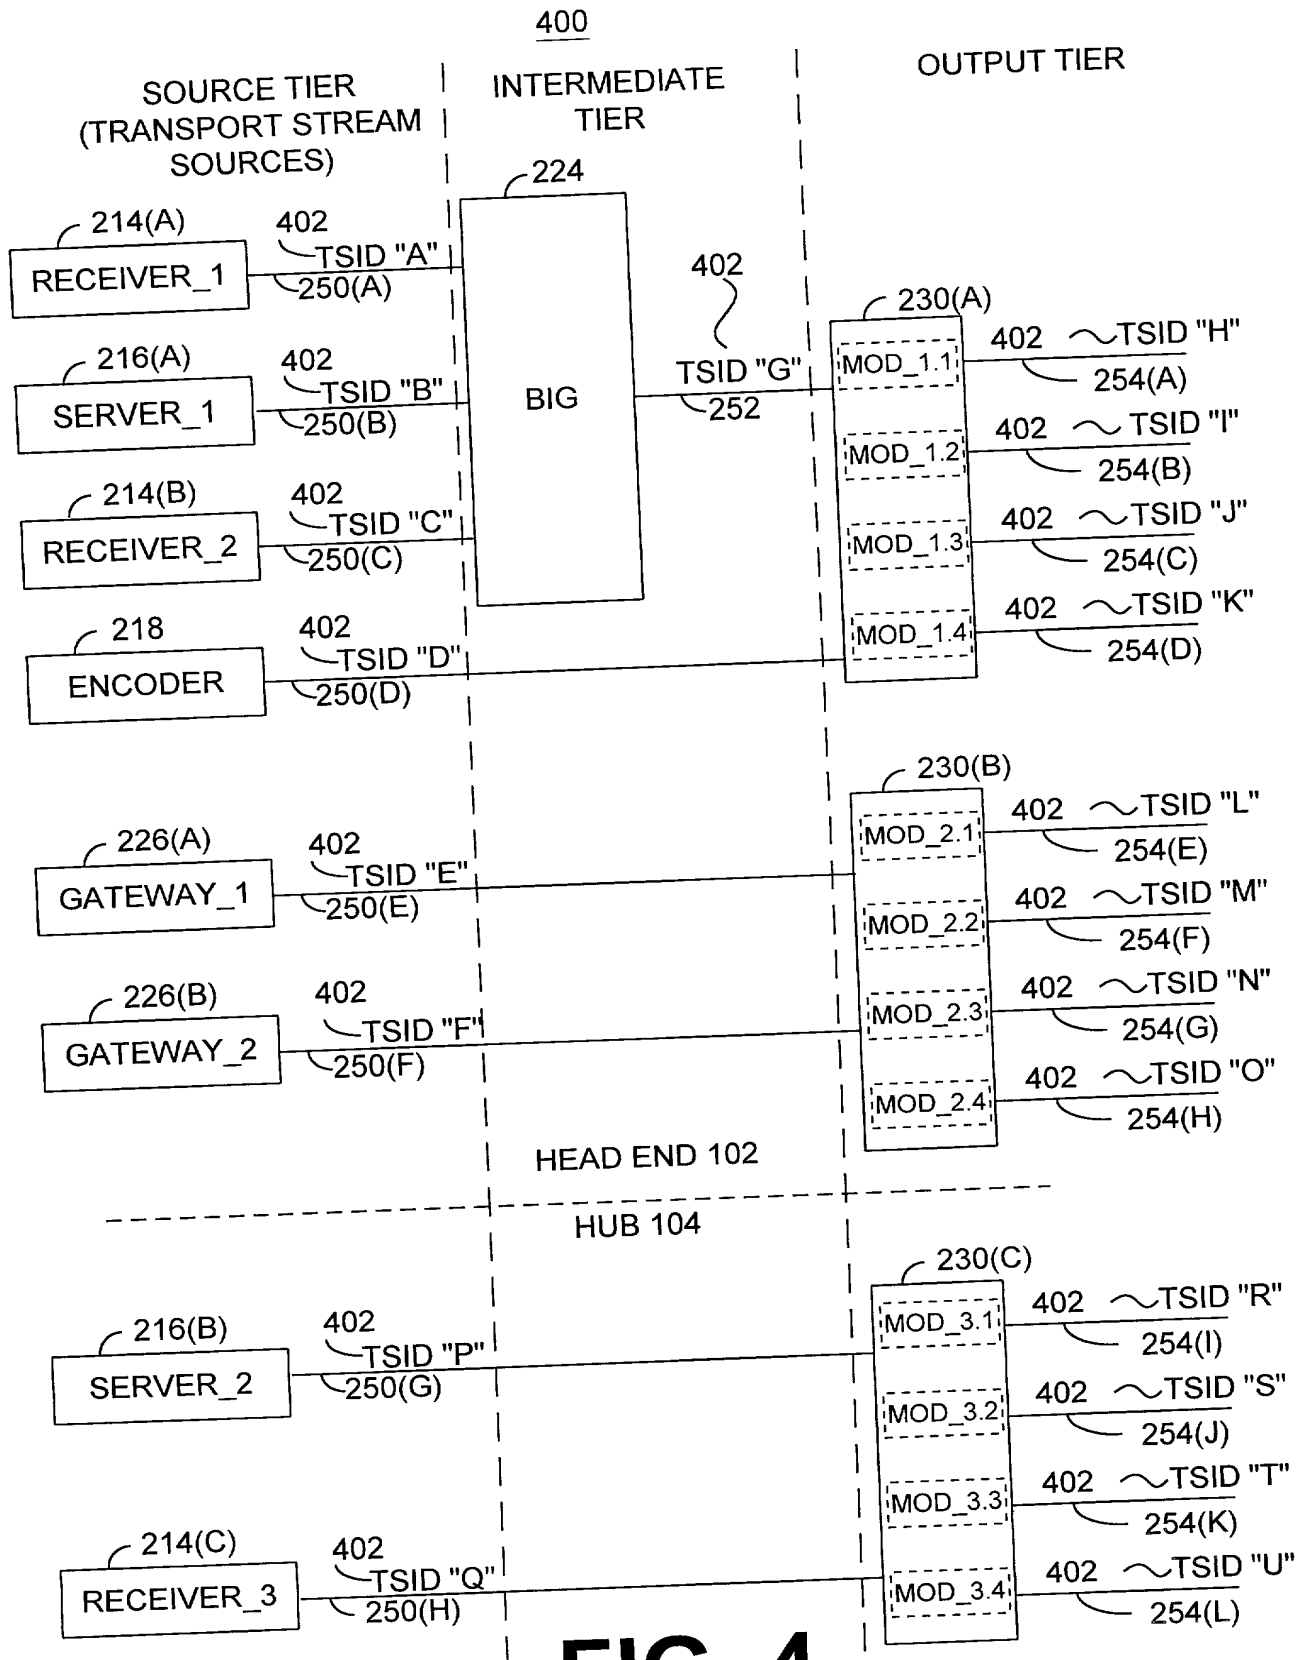 400
SOURCE TIER
(TRANSPORT STREAM
SOURCES)
INTERMEDIATE
TIER
OUTPUT TIER
224
BIG
214(A)
RECEIVER_1
402
TSID "A"
250(A)
216(A)
SERVER_1
402
TSID "B"
250(B)
214(B)
RECEIVER_2
402
TSID "C"
250(C)
218
ENCODER
402
TSID "D"
250(D)
402
TSID "G"
252
230(A)
MOD_1.1
402
TSID "H"
254(A)
MOD_1.2
402
TSID "I"
254(B)
MOD_1.3
402
TSID "J"
254(C)
MOD_1.4
402
TSID "K"
254(D)
226(A)
GATEWAY_1
402
TSID "E"
250(E)
226(B)
GATEWAY_2
402
TSID "F"
250(F)
230(B)
MOD_2.1
402
TSID "L"
254(E)
MOD_2.2
402
TSID "M"
254(F)
MOD_2.3
402
TSID "N"
254(G)
MOD_2.4
402
TSID "O"
254(H)
HEAD END 102
HUB 104
216(B)
SERVER_2
402
TSID "P"
250(G)
214(C)
RECEIVER_3
402
TSID "Q"
250(H)
230(C)
MOD_3.1
402
TSID "R"
254(I)
MOD_3.2
402
TSID "S"
254(J)
MOD_3.3
402
TSID "T"
254(K)
MOD_3.4
402
TSID "U"
254(L)
FIG. 4